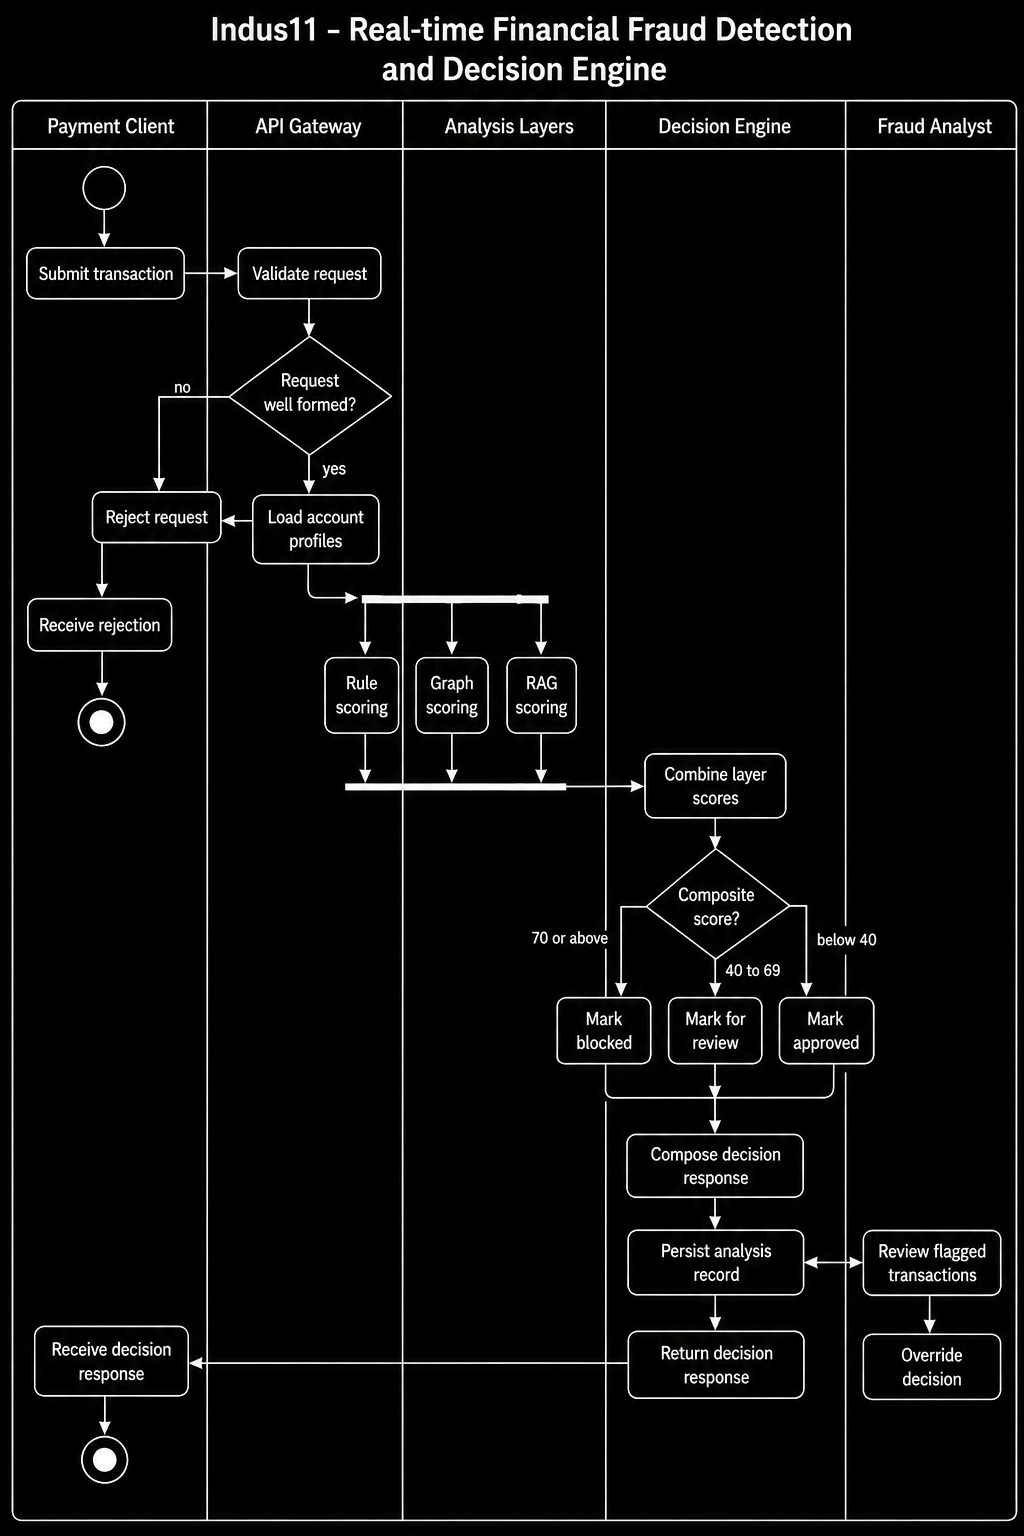 Indus11 – Real-time Financial Fraud Detection
and Decision Engine
Payment Client
API Gateway
Analysis Layers
Decision Engine
Fraud Analyst
Submit transaction
Validate request
Request
well formed?
no
yes
Reject request
Load account
profiles
Receive rejection
Rule
scoring
Graph
scoring
RAG
scoring
Combine layer
scores
Composite
score?
70 or above
40 to 69
below 40
Mark
blocked
Mark for
review
Mark
approved
Compose decision
response
Persist analysis
record
Review flagged
transactions
Receive decision
response
Return decision
response
Override
decision